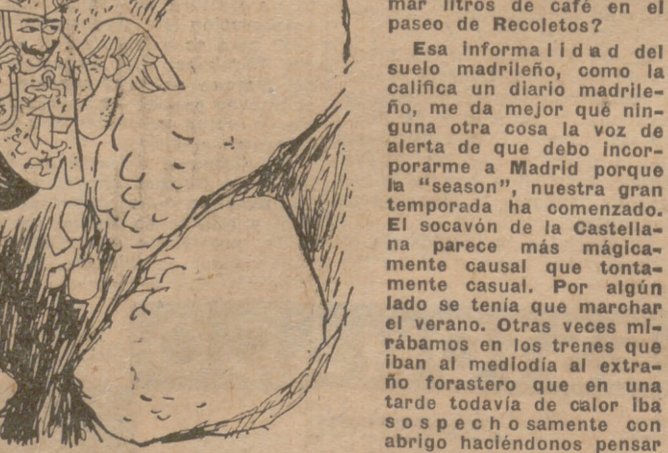 mar litros de café en el
paseo de Recoletos?
Esa informalidad del
suelo madrileño, como la
califica un diario madrile-
ño, me da mejor qué nin-
guna otra cosa la voz de
alerta de que debo incor-
porarme a Madrid porque
la "season", nuestra gran
temporada ha comenzado.
El socavón de la Castella-
na parece más mágica-
mente causal que tonta-
mente casual. Por algún
lado se tenía que marchar
el verano. Otras veces mi-
rábamos en los trenes que
iban al mediodía al extra-
ño forastero que en una
tarde todavía de calor iba
sospechosamente con
abrigo haciéndonos pensar